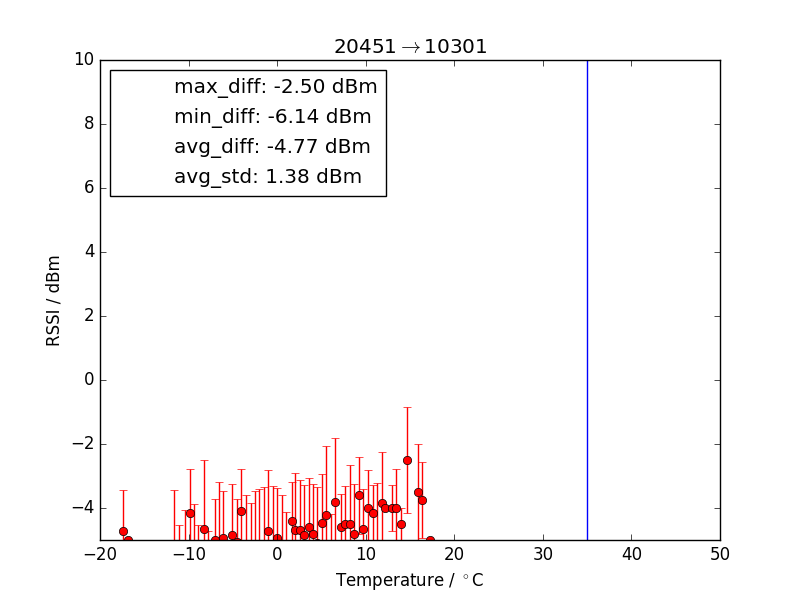 20451→10301
max_diff: -2.50 dBm
min_diff: -6.14 dBm
avg_diff: -4.77 dBm
avg_std: 1.38 dBm
10
8
6
4
2
0
−2
−4
RSSI / dBm
−20 −10 0 10 20 30 40 50
Temperature / °C